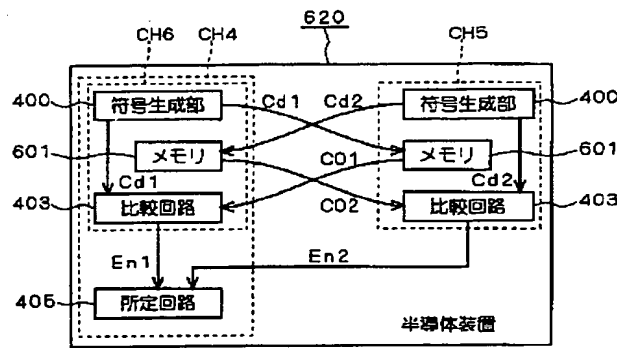 620
CH6 CH4
CH5
400 符号生成部 Cd1 Cd2 符号生成部 400
601 メモリ メモリ 601
Cd1 CO1 Cd2
403 比較回路 CO2 比較回路 403
En1 En2
405 所定回路
半導体装置